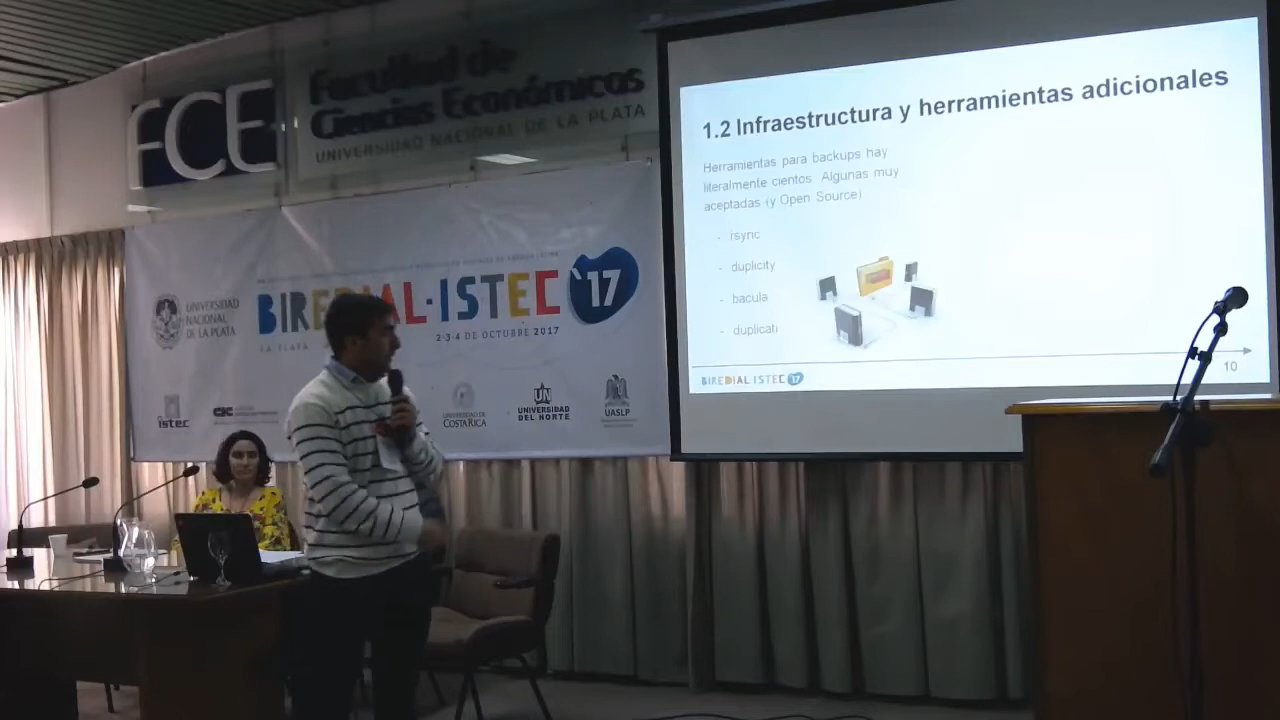 FCE
Facultad de
Ciencias Económicas
UNIVERSIDAD NACIONAL DE LA PLATA
UNIVERSIDAD
NACIONAL
DE LA PLATA
BIREDIAL-ISTEC '17
LA PLATA
2-3-4 DE OCTUBRE 2017
istec
CIC
UNIVERSIDAD DE
COSTA RICA
UN
UNIVERSIDAD
DEL NORTE
UASLP
1.2 Infraestructura y herramientas adicionales
Herramientas para backups hay
literalmente cientos. Algunas muy
aceptadas (y Open Source)
- rsync
- duplicity
- bacula
- duplicati
BIREDIAL ISTEC 17
10